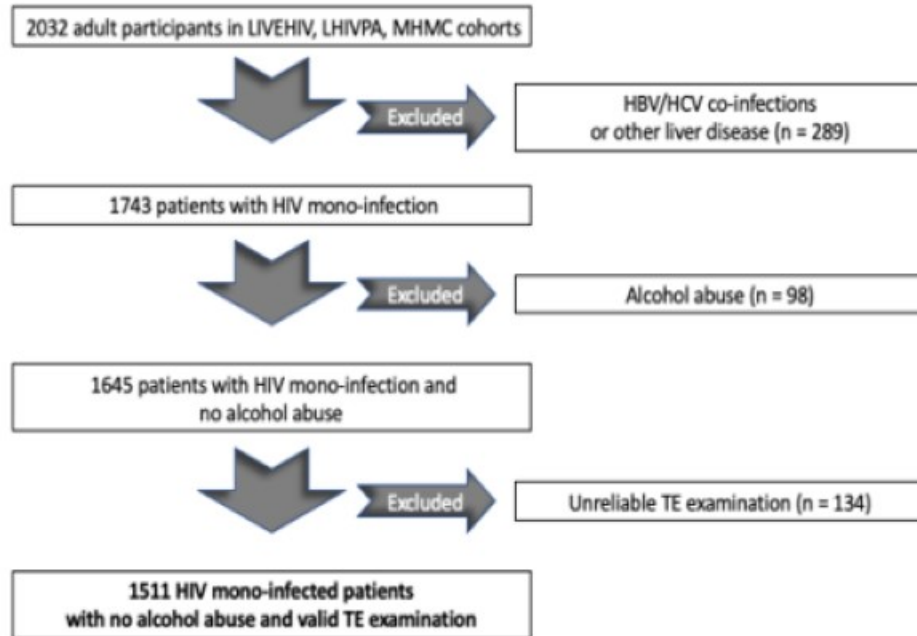 2032 adult participants in LIVEHIV, LHIVPA, MHMC cohorts
Excluded
HBV/HCV co-infections
or other liver disease (n = 289)
1743 patients with HIV mono-infection
Excluded
Alcohol abuse (n = 98)
1645 patients with HIV mono-infection and
no alcohol abuse
Excluded
Unreliable TE examination (n = 134)
1511 HIV mono-infected patients
with no alcohol abuse and valid TE examination